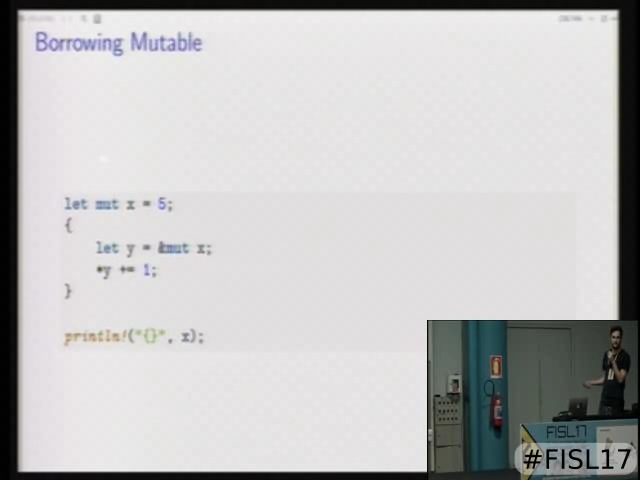 Borrowing Mutable
let mut x = 5;
{
    let y = &mut x;
    *y += 1;
}
println!("{}", x);
FISL17
#FISL17